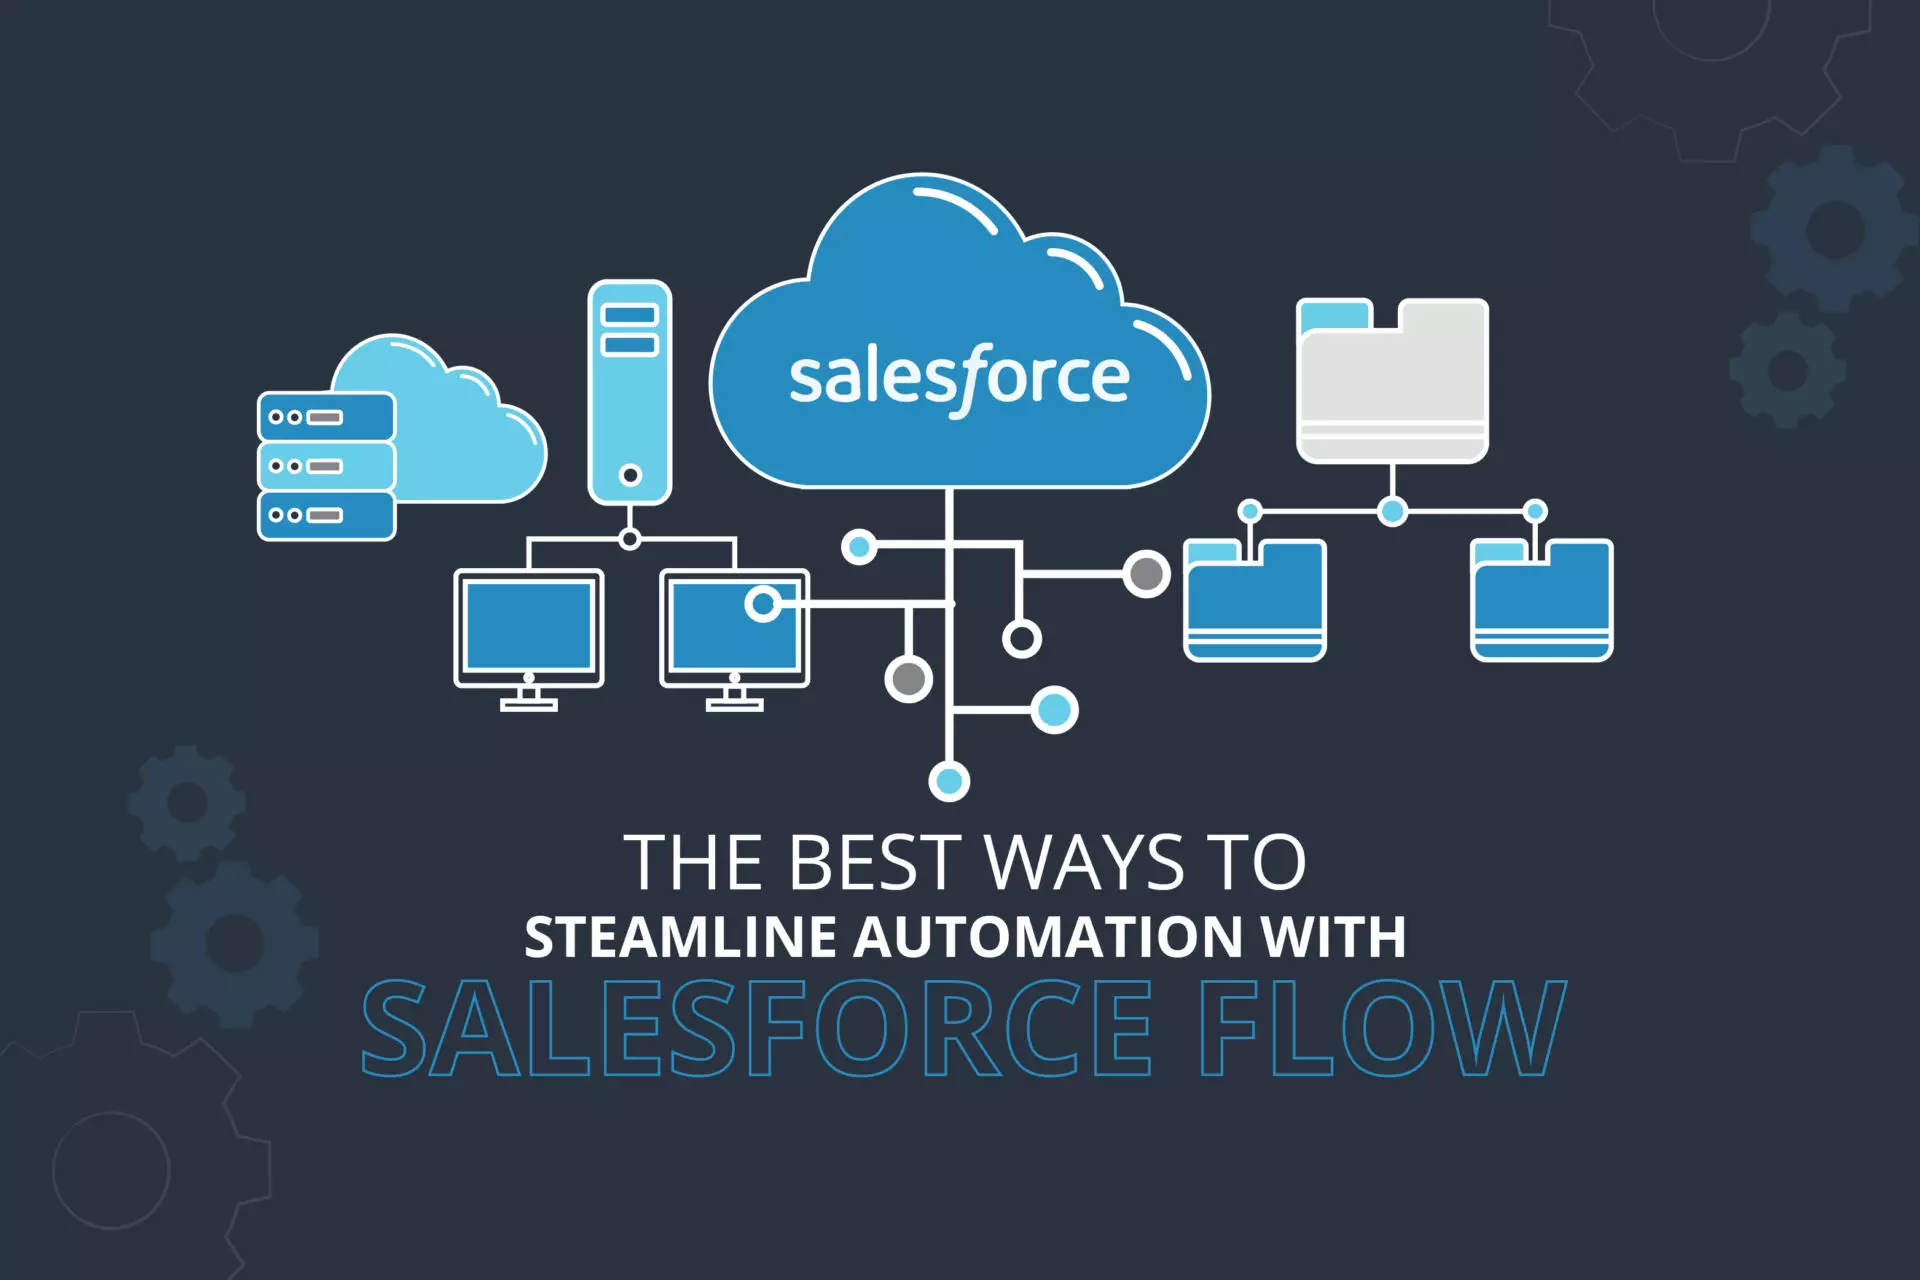 salesforce
THE BEST WAYS TO
STEAMLINE AUTOMATION WITH
SALESFORCE FLOW